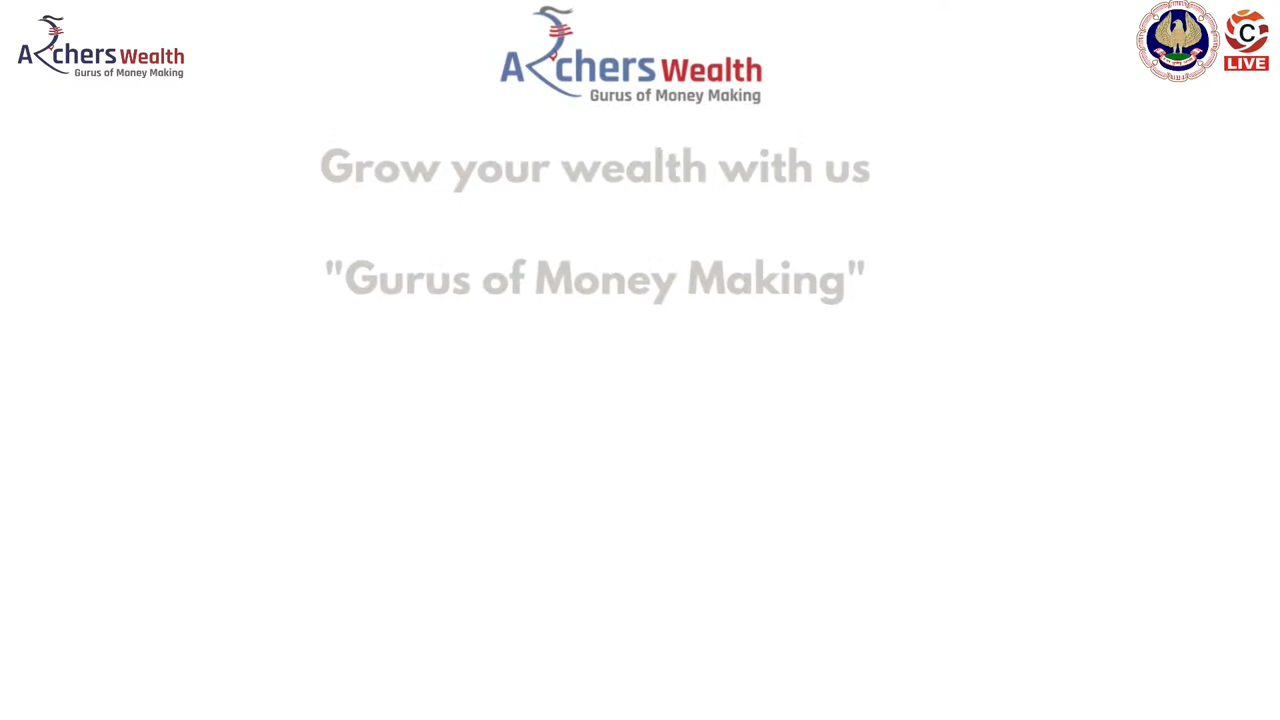 Archers Wealth
Gurus of Money Making
Archers Wealth
Gurus of Money Making
C
LIVE
Grow your wealth with us
"Gurus of Money Making"